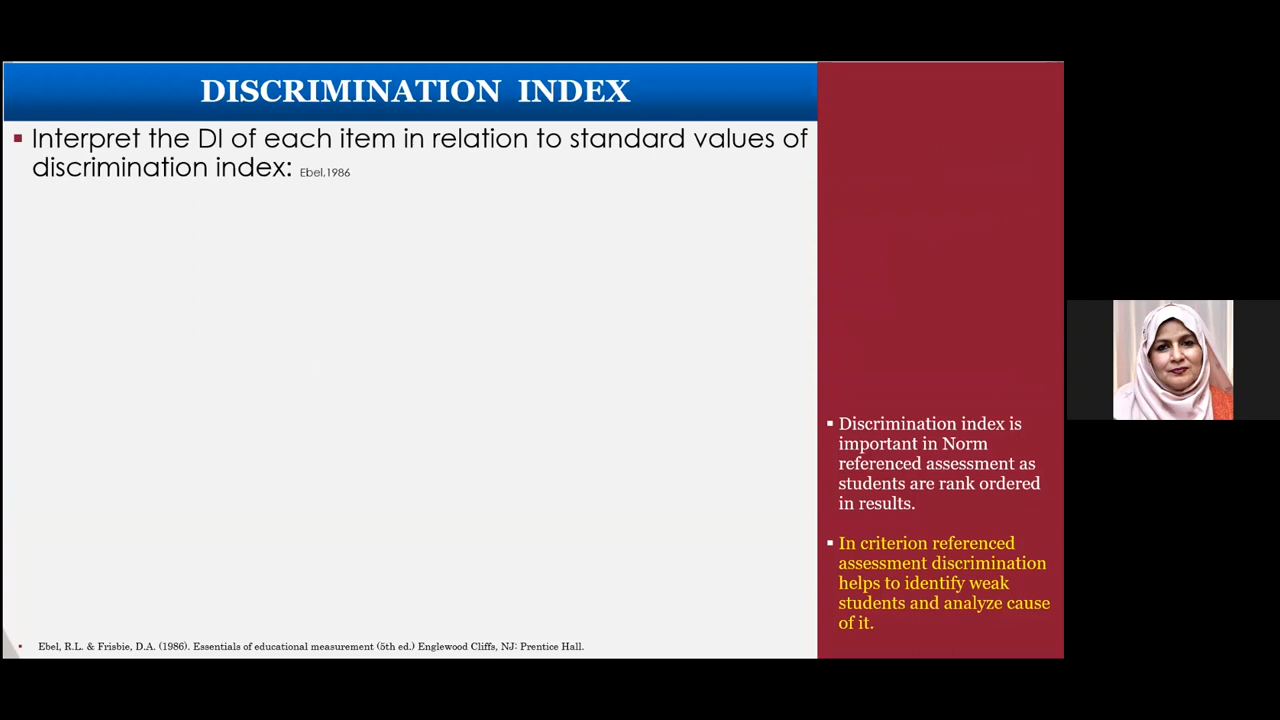 DISCRIMINATION INDEX
▪ Interpret the DI of each item in relation to standard values of
discrimination index: Ebel,1986
▪ Discrimination index is
important in Norm
referenced assessment as
students are rank ordered
in results.
▪ In criterion referenced
assessment discrimination
helps to identify weak
students and analyze cause
of it.
▪ Ebel, R.L. & Frisbie, D.A. (1986). Essentials of educational measurement (5th ed.) Englewood Cliffs, NJ: Prentice Hall.